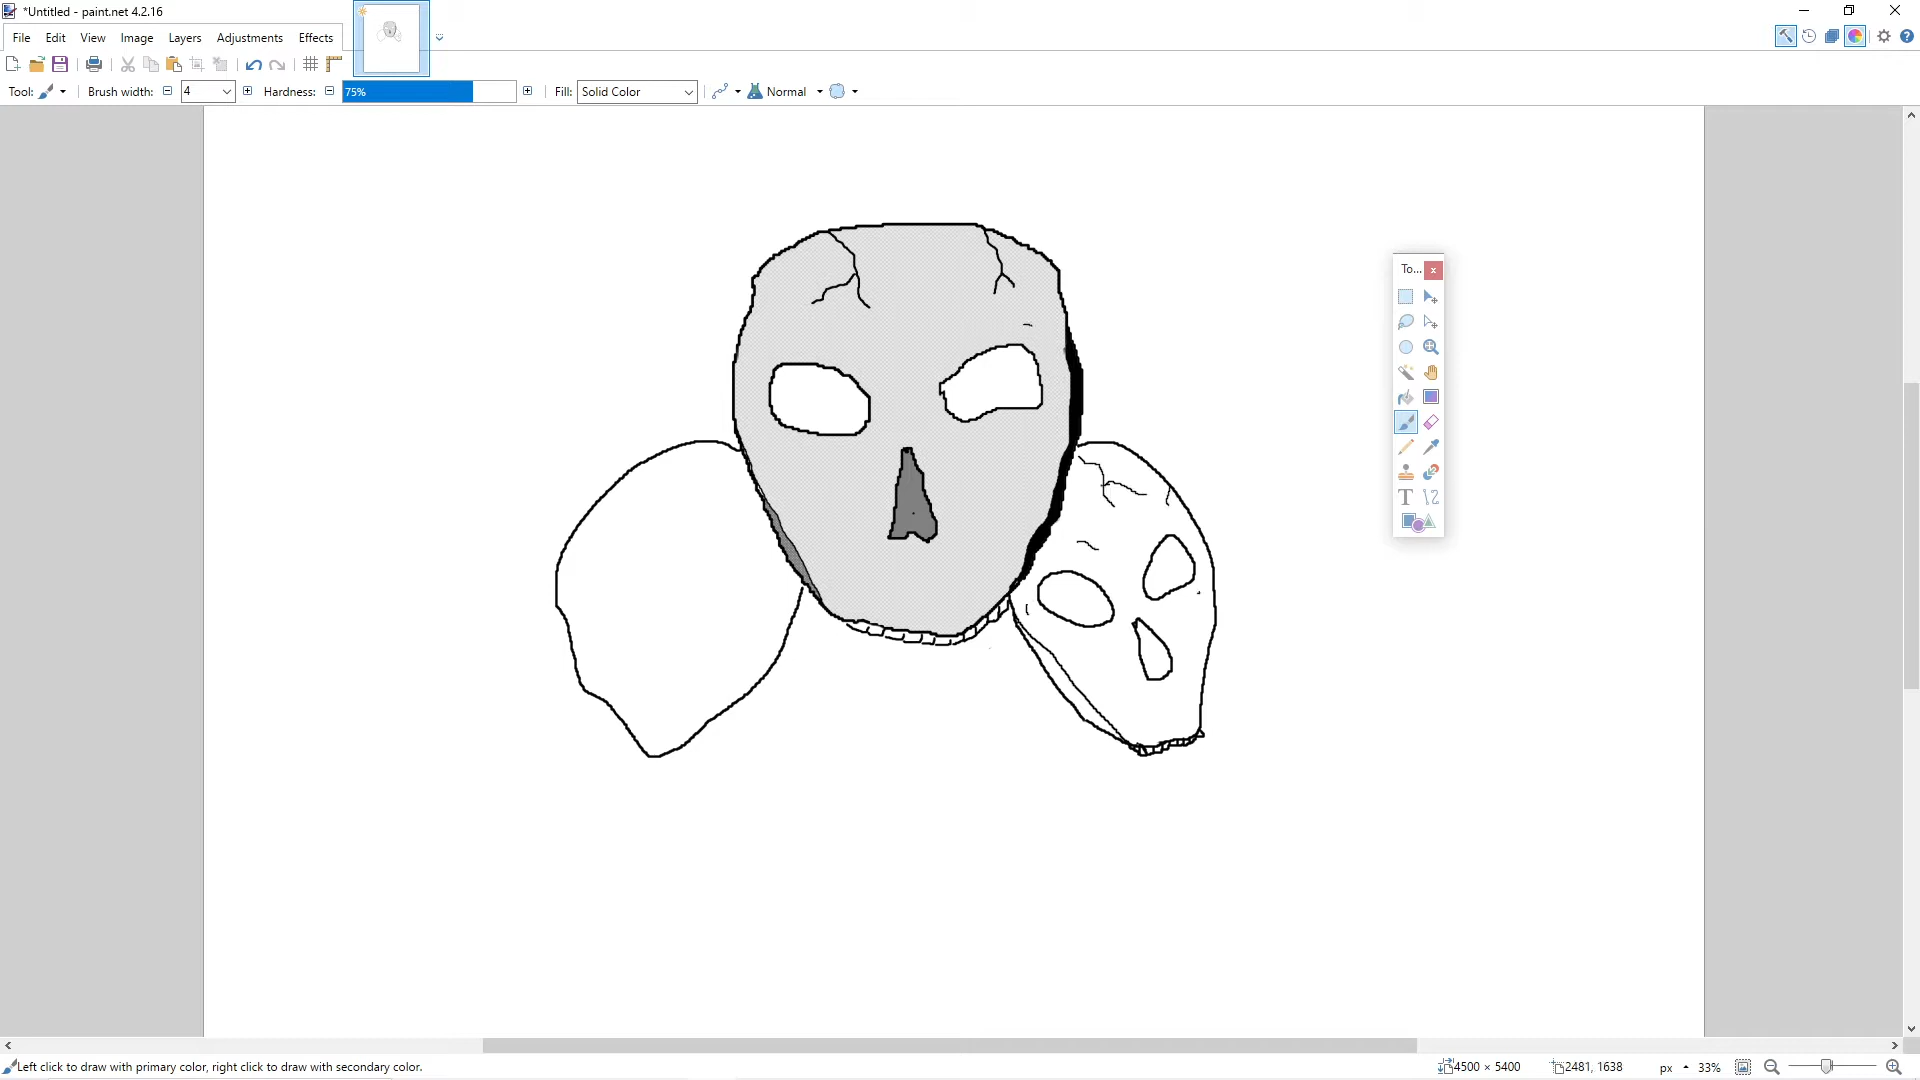 *Untitled - paint.net 4.2.16
File Edit View Image Layers Adjustments Effects
Tool: Brush width: 4 Hardness: 75% Fill: Solid Color Normal
To... x
T
Left click to draw with primary color, right click to draw with secondary color. 4500 × 5400 2481, 1638 px 33%